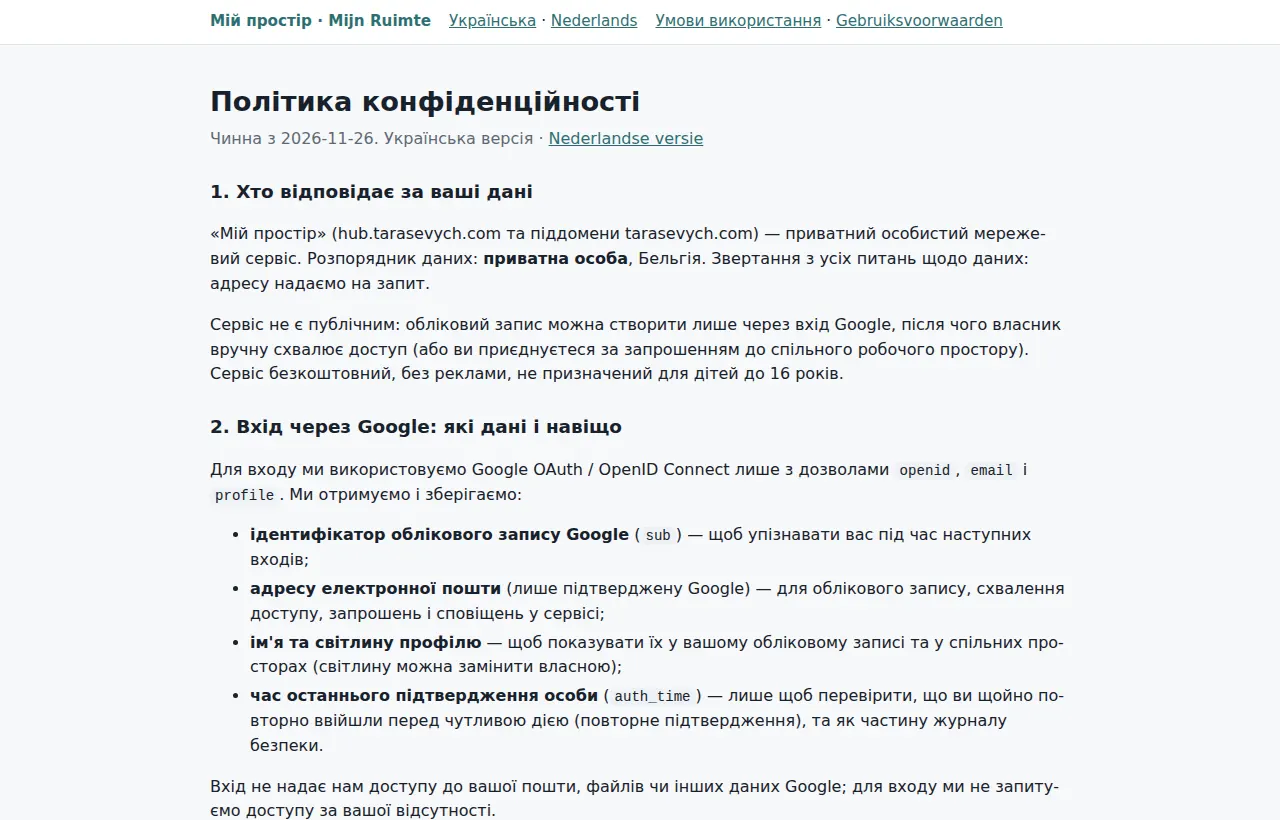 Мій простір · Mijn Ruimte Українська · Nederlands Умови використання · Gebruiksvoorwaarden
Політика конфіденційності
Чинна з 2026-11-26. Українська версія · Nederlandse versie
1. Хто відповідає за ваші дані
«Мій простір» (hub.tarasevych.com та піддомени tarasevych.com) — приватний особистий мереже-
вий сервіс. Розпорядник даних: приватна особа, Бельгія. Звертання з усіх питань щодо даних:
адресу надаємо на запит.
Сервіс не є публічним: обліковий запис можна створити лише через вхід Google, після чого власник
вручну схвалює доступ (або ви приєднуєтеся за запрошенням до спільного робочого простору).
Сервіс безкоштовний, без реклами, не призначений для дітей до 16 років.
2. Вхід через Google: які дані і навіщо
Для входу ми використовуємо Google OAuth / OpenID Connect лише з дозволами openid, email і
profile. Ми отримуємо і зберігаємо:
• ідентифікатор облікового запису Google (sub) — щоб упізнавати вас під час наступних
входів;
• адресу електронної пошти (лише підтверджену Google) — для облікового запису, схвалення
доступу, запрошень і сповіщень у сервісі;
• ім'я та світлину профілю — щоб показувати їх у вашому обліковому записі та у спільних про-
сторах (світлину можна замінити власною);
• час останнього підтвердження особи (auth_time) — лише щоб перевірити, що ви щойно по-
вторно ввійшли перед чутливою дією (повторне підтвердження), та як частину журналу
безпеки.
Вхід не надає нам доступу до вашої пошти, файлів чи інших даних Google; для входу ми не запиту-
ємо доступу за вашої відсутності.